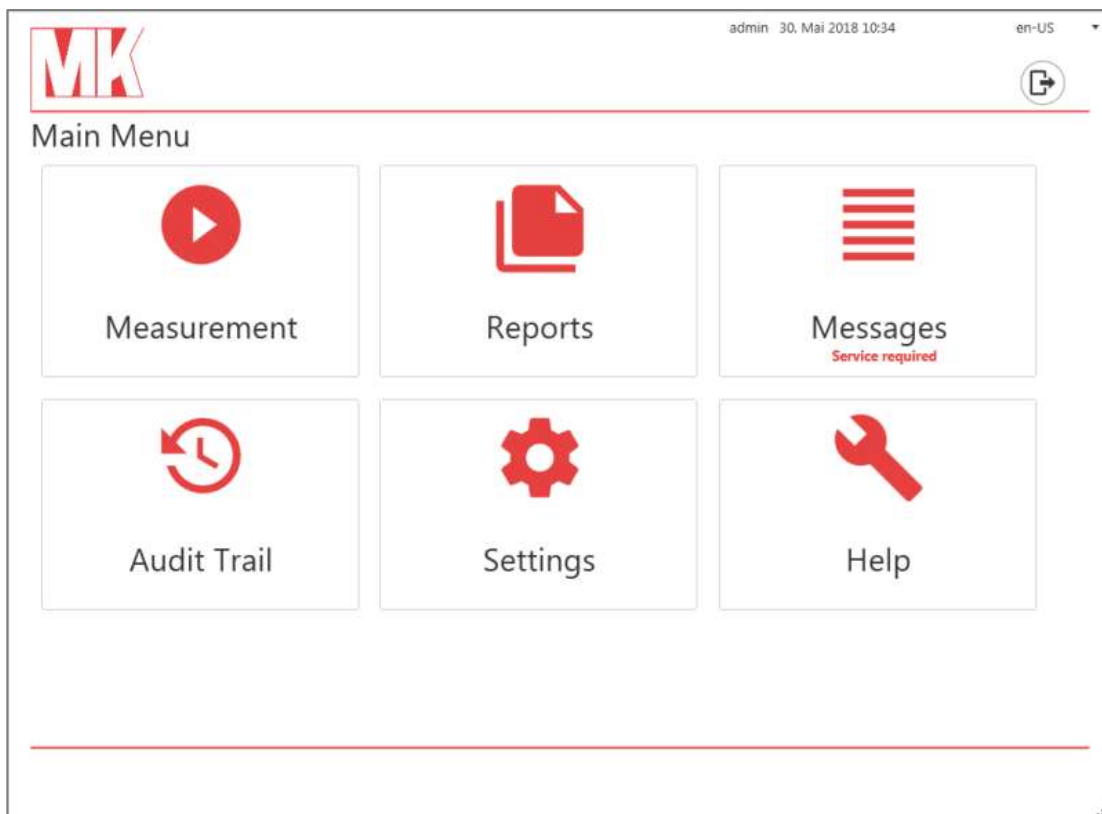 MK
admin 30. Mai 2018 10:34 en-US
Main Menu
Measurement Reports Messages
Service required
Audit Trail Settings Help